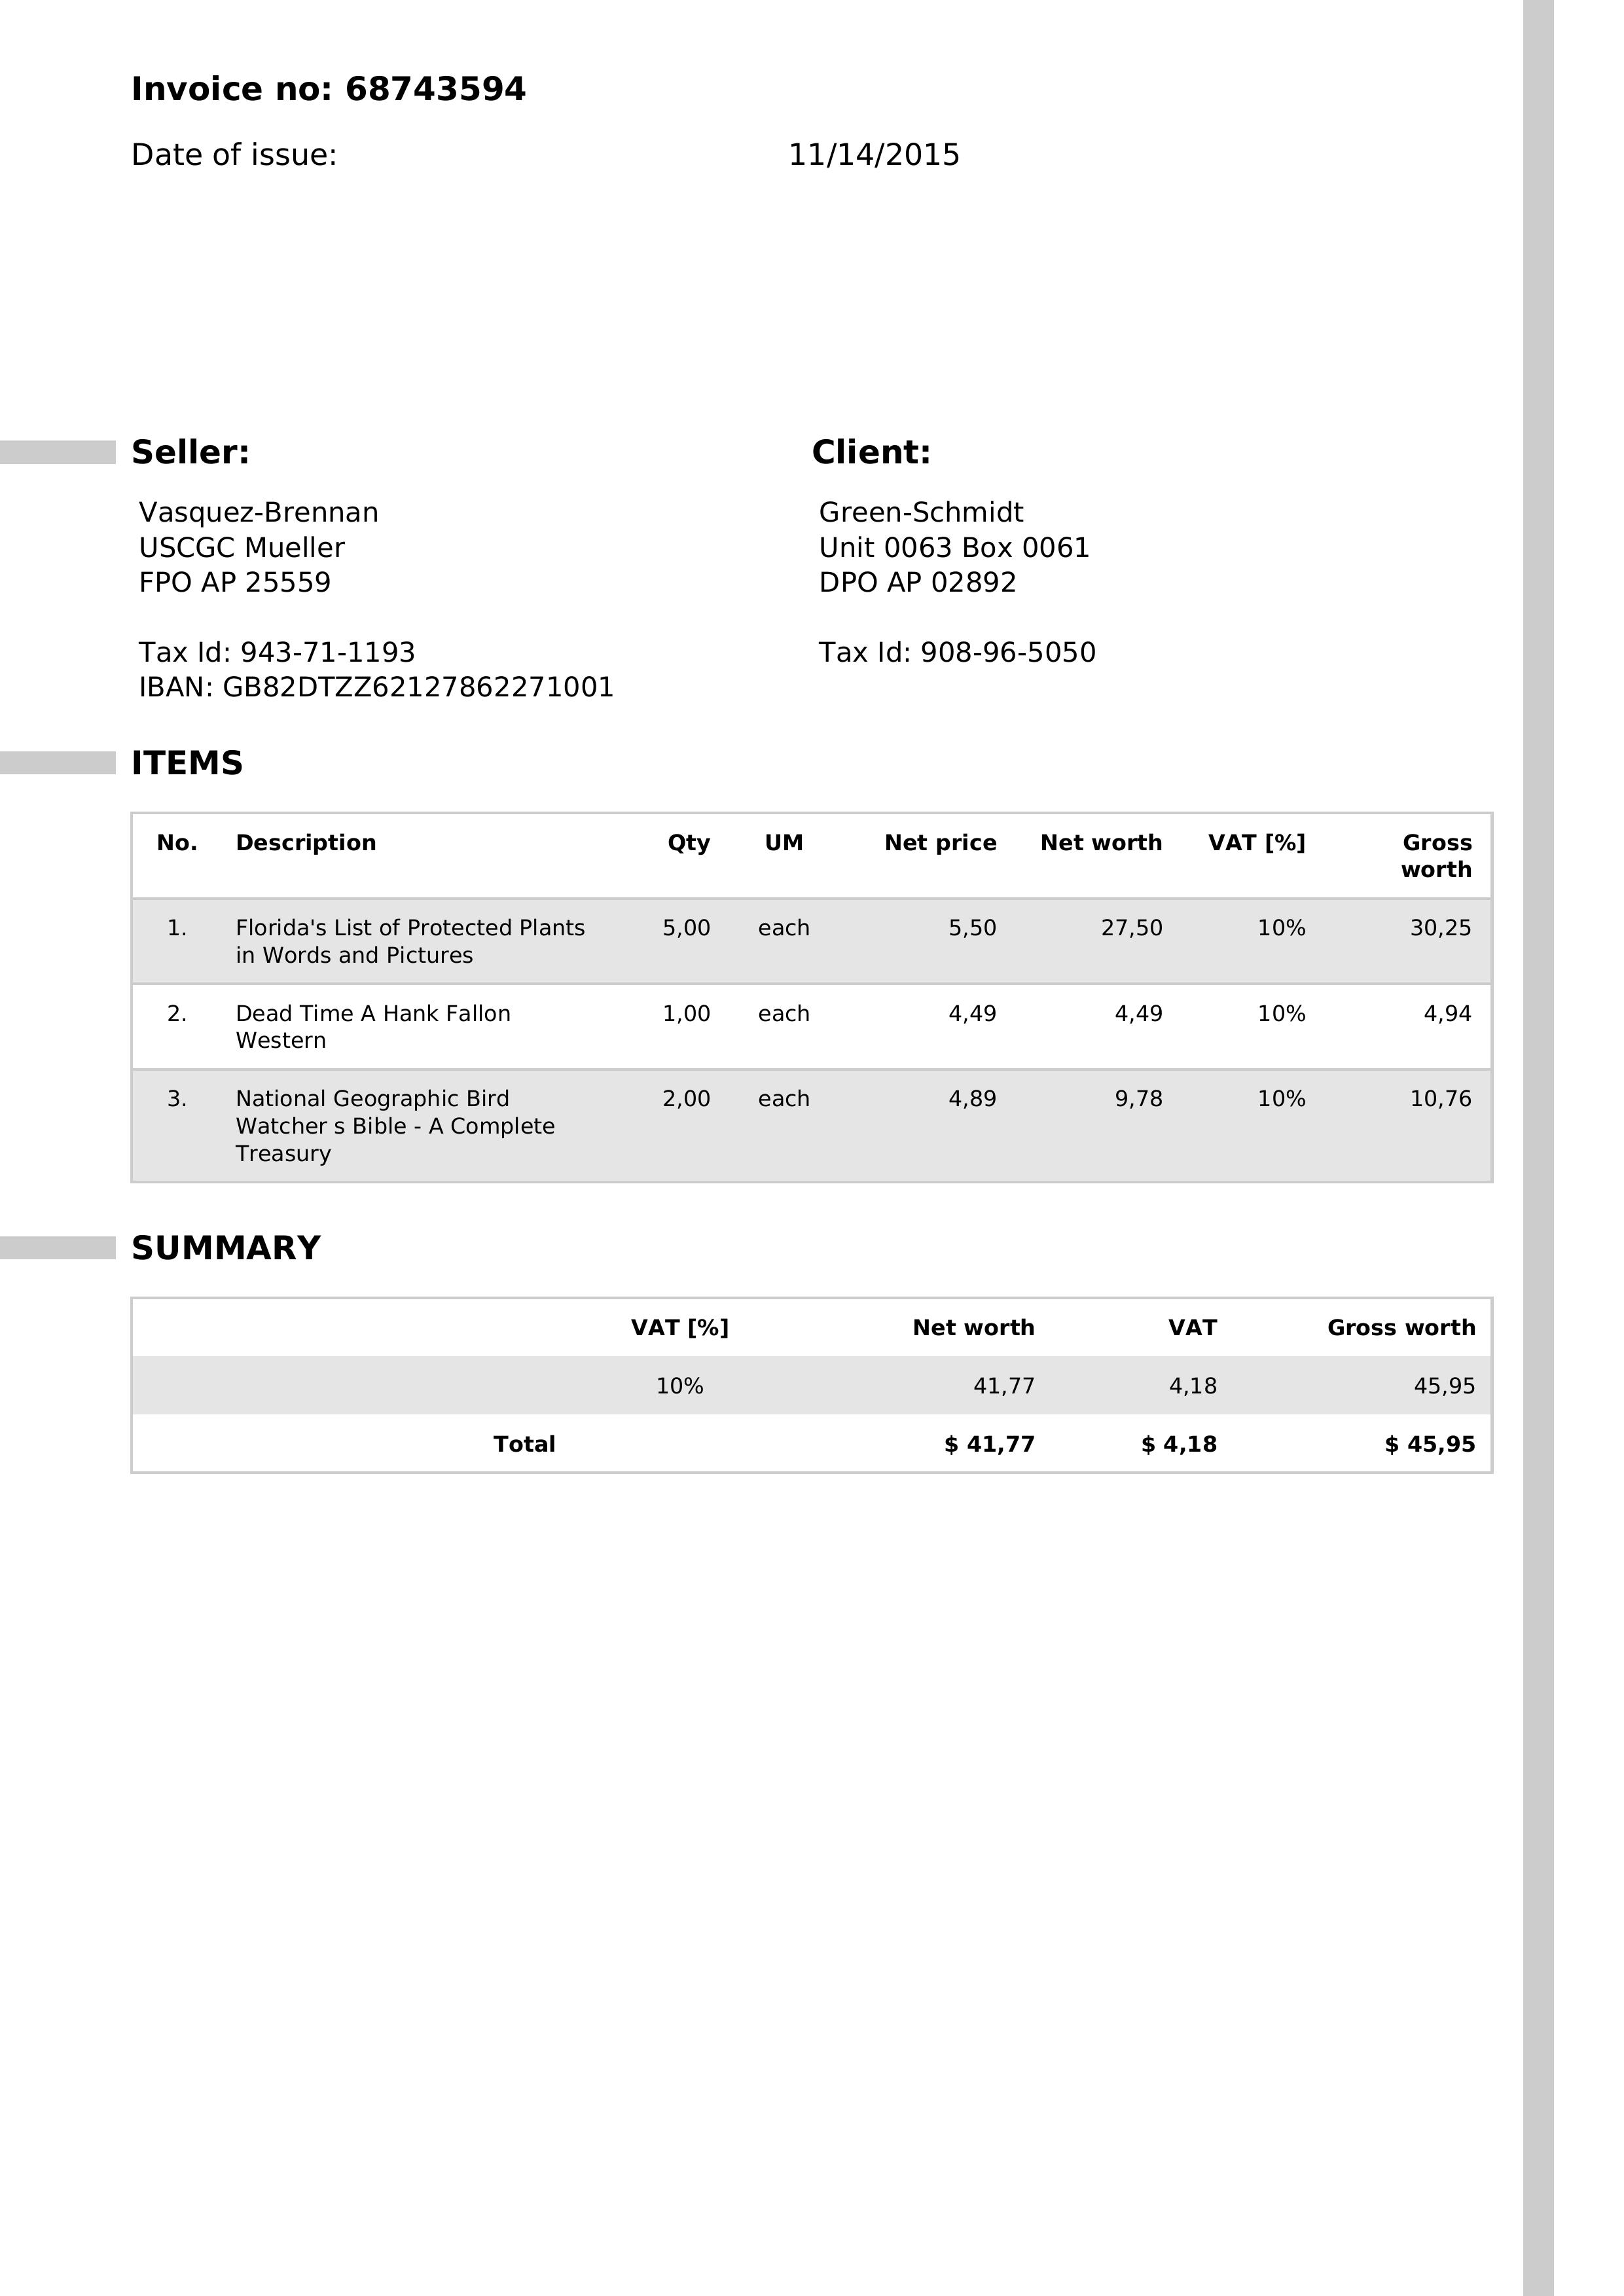 Invoice no: 68743594
Date of issue: 11/14/2015
Seller: Client:
Vasquez-Brennan Green-Schmidt
USCGC Mueller Unit 0063 Box 0061
FPO AP 25559 DPO AP 02892
Tax Id: 943-71-1193 Tax Id: 908-96-5050
IBAN: GB82DTZZ62127862271001
ITEMS
No. Description Qty UM Net price Net worth VAT [%] Gross
worth
1. Florida's List of Protected Plants 5,00 each 5,50 27,50 10% 30,25
in Words and Pictures
2. Dead Time A Hank Fallon 1,00 each 4,49 4,49 10% 4,94
Western
3. National Geographic Bird 2,00 each 4,89 9,78 10% 10,76
Watcher s Bible - A Complete
Treasury
SUMMARY
VAT [%] Net worth VAT Gross worth
10% 41,77 4,18 45,95
Total $ 41,77 $ 4,18 $ 45,95